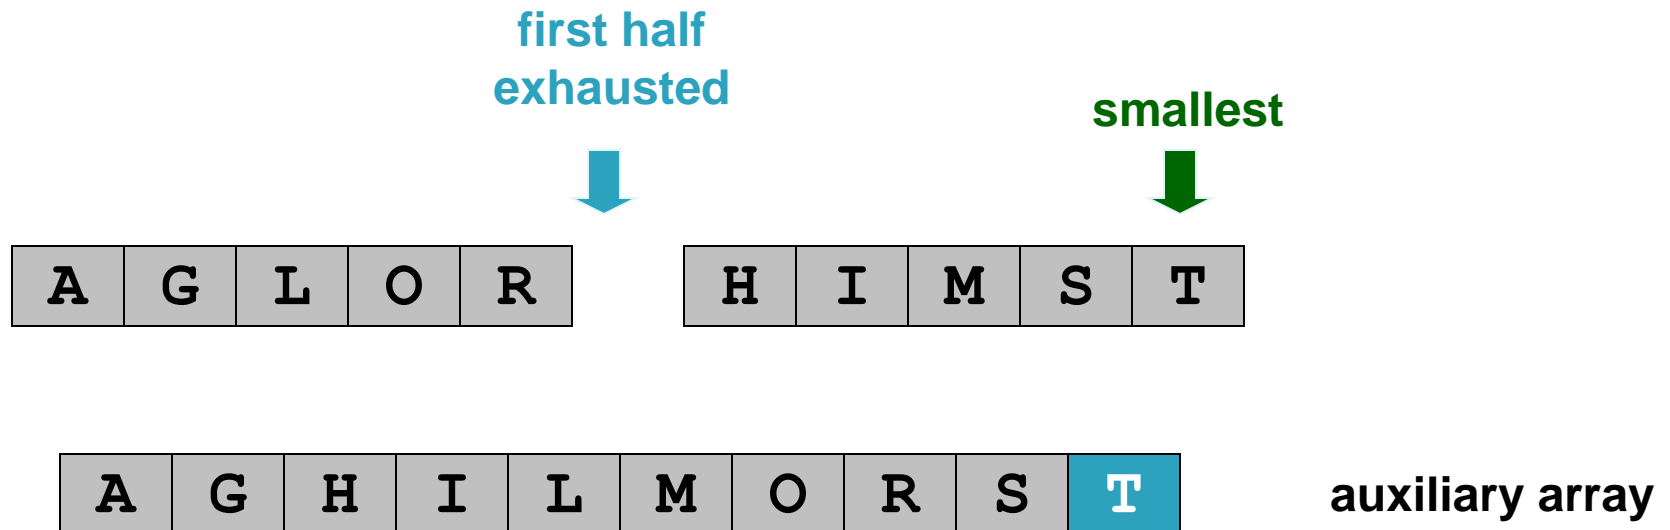 first half
exhausted
smallest
A G L O R H I M S T
A G H I L M O R S T auxiliary array